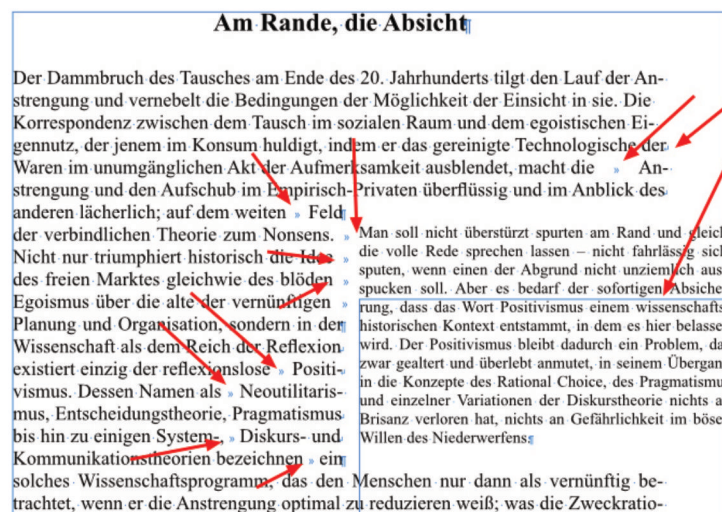 Am Rande, die Absicht
Der Dammbruch des Tausches am Ende des 20. Jahrhunderts tilgt den Lauf der An-
strengung und vernebelt die Bedingungen der Möglichkeit der Einsicht in sie. Die
Korrespondenz zwischen dem Tausch im sozialen Raum und dem egoistischen Ei-
gennutz, der jenem im Konsum huldigt, indem er das gereinigte Technologische der
Waren im unumgänglichen Akt der Aufmerksamkeit ausblendet, macht die An-
strengung und den Aufschub im Empirisch-Privaten überflüssig und im Anblick des
anderen lächerlich; auf dem weiten Feld
der verbindlichen Theorie zum Nonsens.
Nicht nur triumphiert historisch die Idee
des freien Marktes gleichwie des blöden
Egoismus über die alte der vernünftigen
Planung und Organisation, sondern in der
Wissenschaft als dem Reich der Reflexion
existiert einzig der reflexionslose Positi-
vismus. Dessen Namen als Neoutilitaris-
mus, Entscheidungstheorie, Pragmatismus
bis hin zu einigen System-, Diskurs- und
Kommunikationstheorien bezeichnen ein
solches Wissenschaftsprogramm, das den Menschen nur dann als vernünftig be-
trachtet, wenn er die Anstrengung optimal zu reduzieren weiß; was die Zweckratio-
Man soll nicht überstürzt spurten am Rand und gleich
die volle Rede sprechen lassen – nicht fahrlässig sich
sputen, wenn einen der Abgrund nicht unziemlich aus
spucken soll. Aber es bedarf der sofortigen Absiche
rung, dass das Wort Positivismus einem wissenschafts
historischen Kontext entstammt, in dem es hier belasse
wird. Der Positivismus bleibt dadurch ein Problem, da
zwar gealtert und überlebt anmutet, in seinem Übergan
in die Konzepte des Rational Choice, des Pragmatismu
und einzelner Variationen der Diskurstheorie nichts a
Brisanz verloren hat, nichts an Gefährlichkeit im böse
Willen des Niederwerfens.